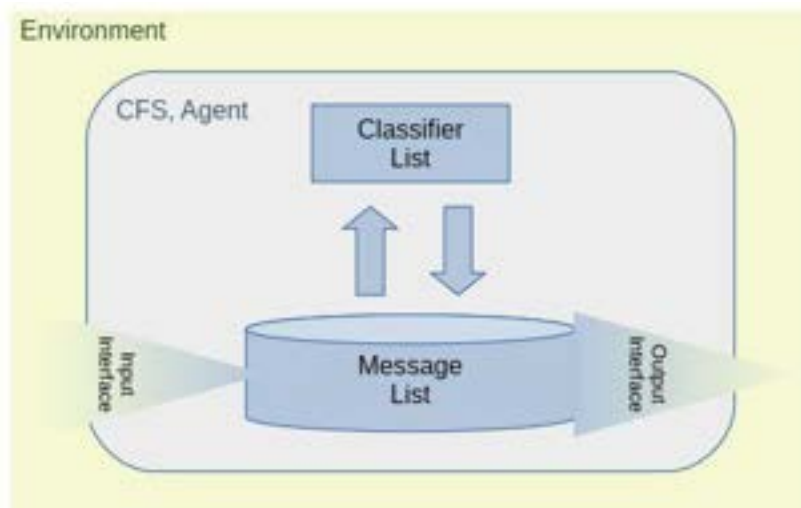 Environment
CFS, Agent
Classifier
List
Input
Interface
Message
List
Output
Interface